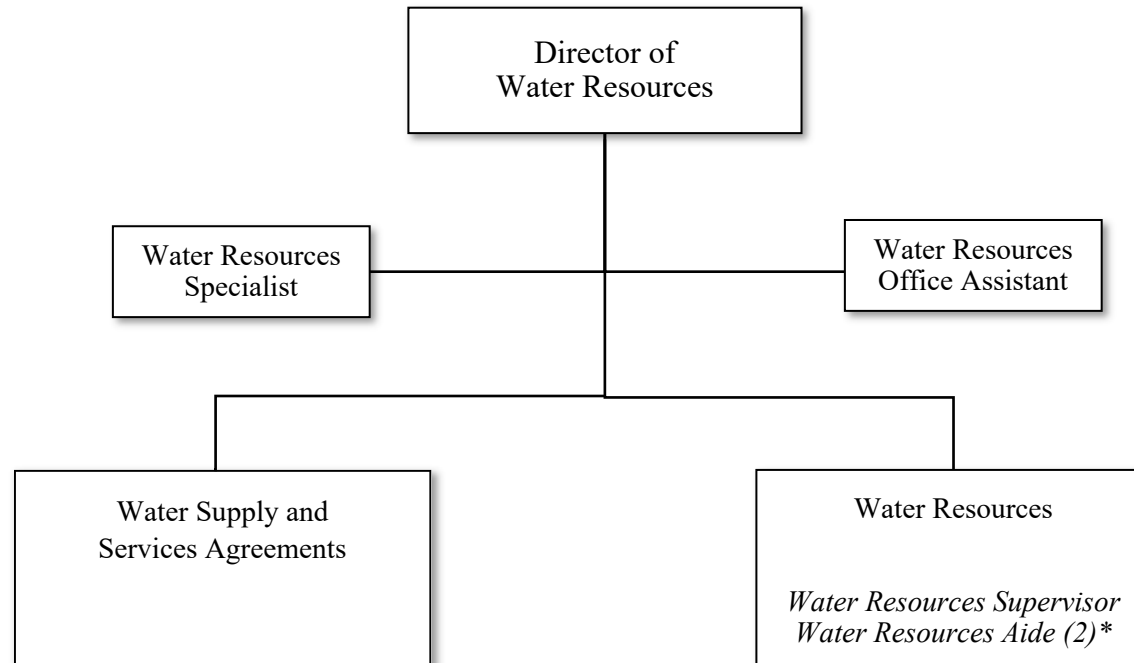 Director of
Water Resources
Water Resources
Specialist
Water Resources
Office Assistant
Water Supply and
Services Agreements
Water Resources
Water Resources Supervisor
Water Resources Aide (2)*